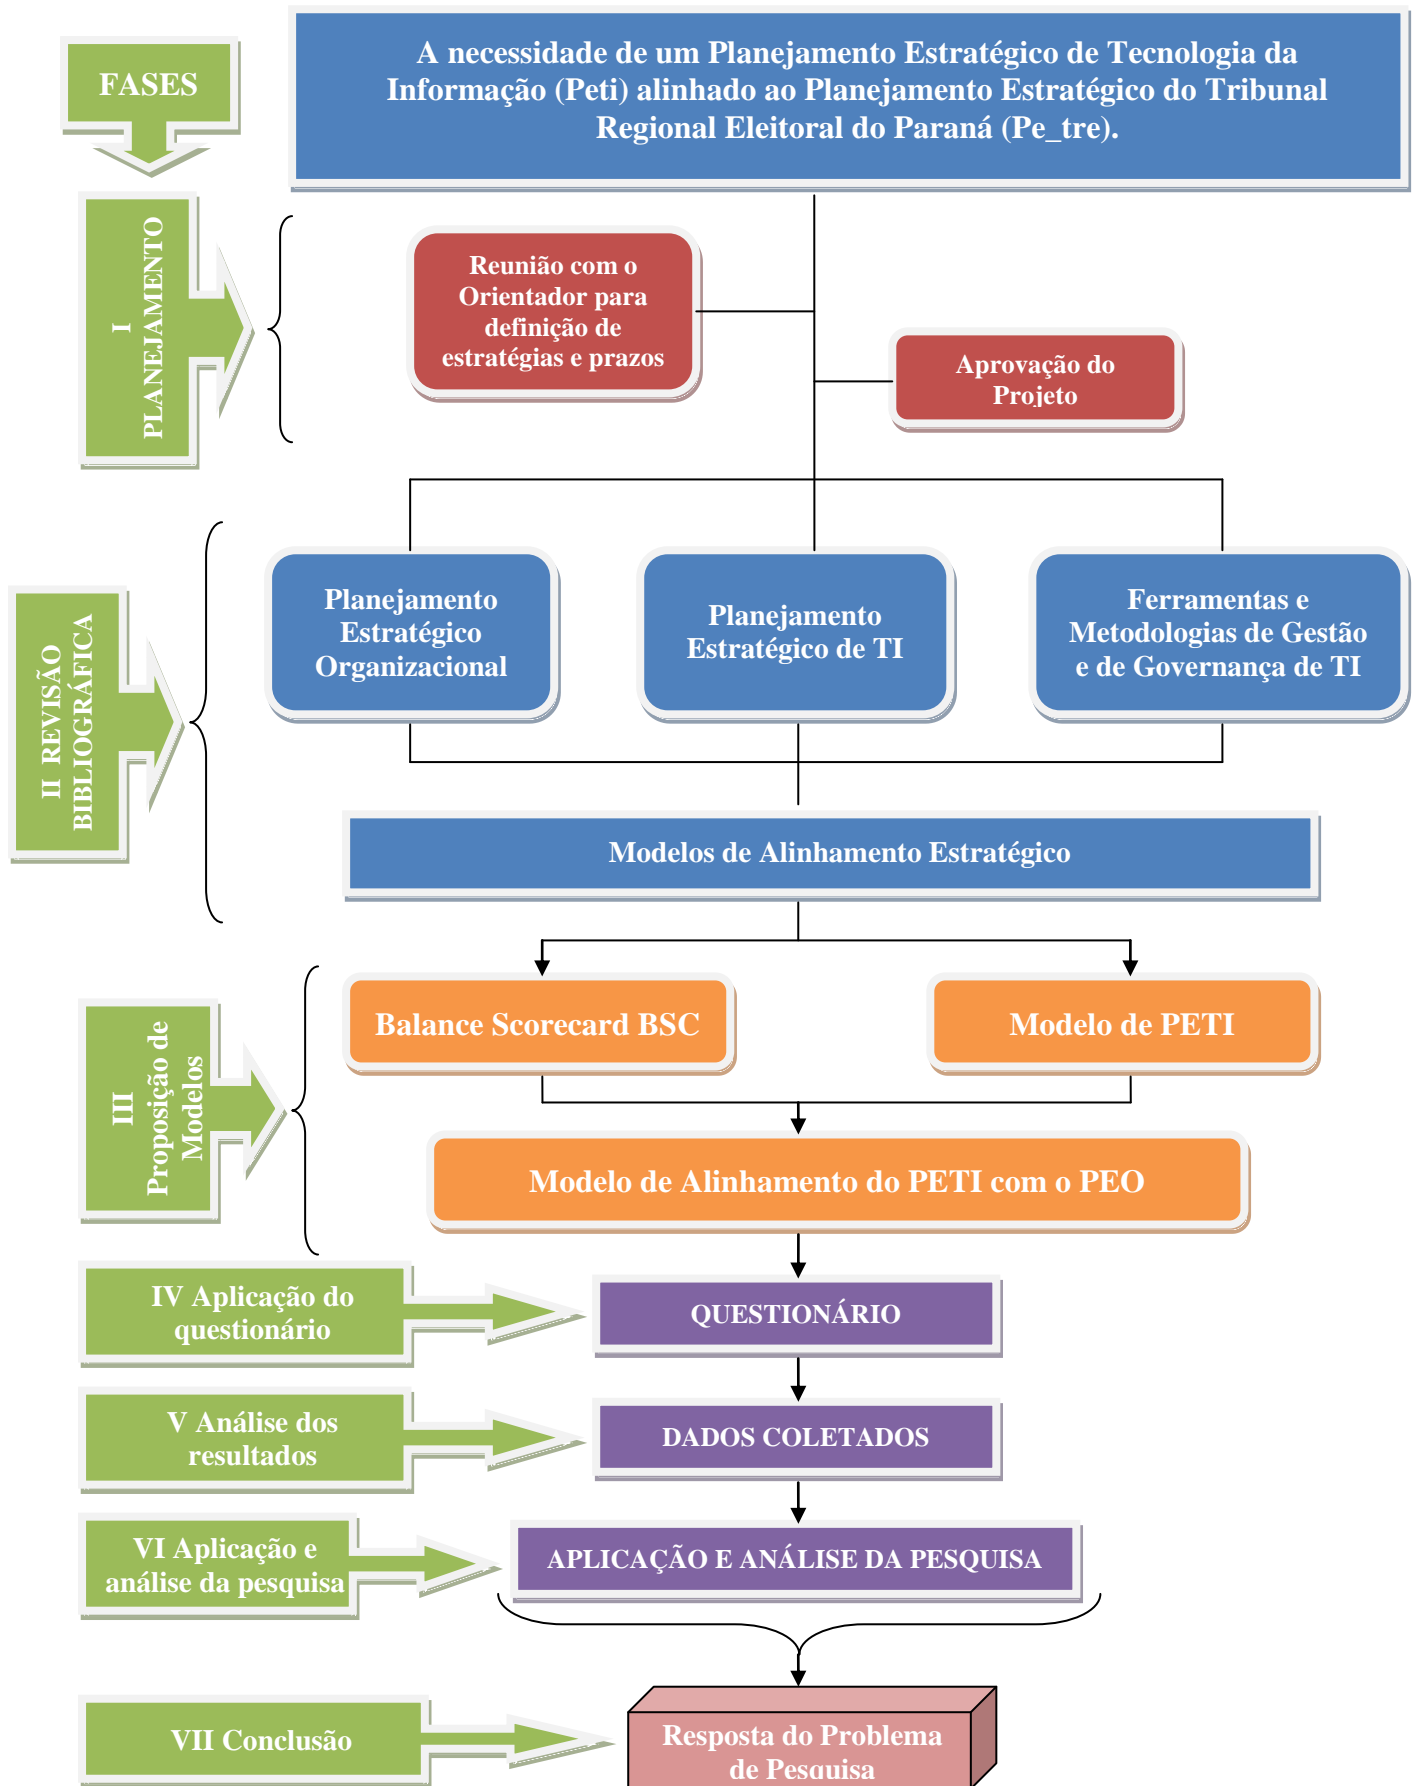 FASES
A necessidade de um Planejamento Estratégico de Tecnologia da
Informação (Peti) alinhado ao Planejamento Estratégico do Tribunal
Regional Eleitoral do Paraná (Pe_tre).
I
PLANEJAMENTO
Reunião com o
Orientador para
definição de
estratégias e prazos
Aprovação do
Projeto
II REVISÃO
BIBLIOGRÁFICA
Planejamento
Estratégico
Organizacional
Planejamento
Estratégico de TI
Ferramentas e
Metodologias de Gestão
e de Governança de TI
Modelos de Alinhamento Estratégico
III
Proposição de
Modelos
Balance Scorecard BSC
Modelo de PETI
Modelo de Alinhamento do PETI com o PEO
IV Aplicação do
questionário
QUESTIONÁRIO
V Análise dos
resultados
DADOS COLETADOS
VI Aplicação e
análise da pesquisa
APLICAÇÃO E ANÁLISE DA PESQUISA
VII Conclusão
Resposta do Problema
de Pesquisa